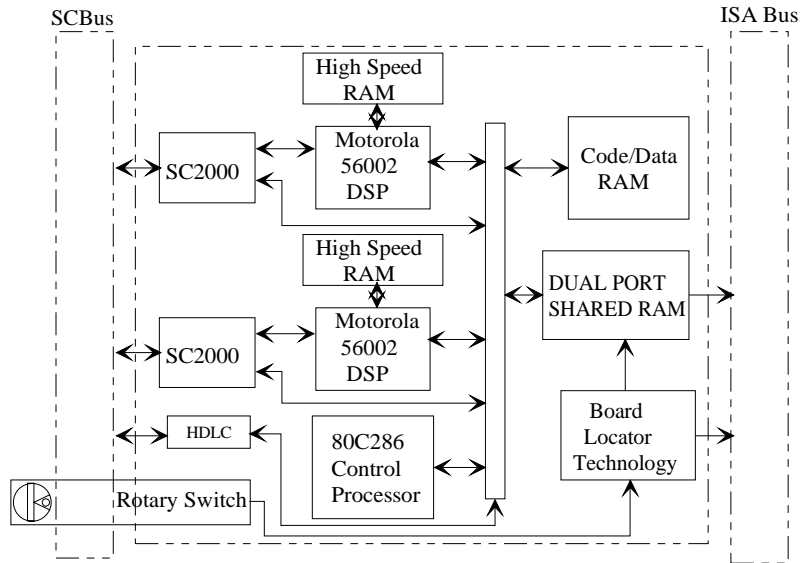 SCBus
ISA Bus
High Speed
RAM
Motorola
56002
DSP
SC2000
Code/Data
RAM
High Speed
RAM
Motorola
56002
DSP
SC2000
DUAL PORT
SHARED RAM
HDLC
80C286
Control
Processor
Board
Locator
Technology
Rotary Switch